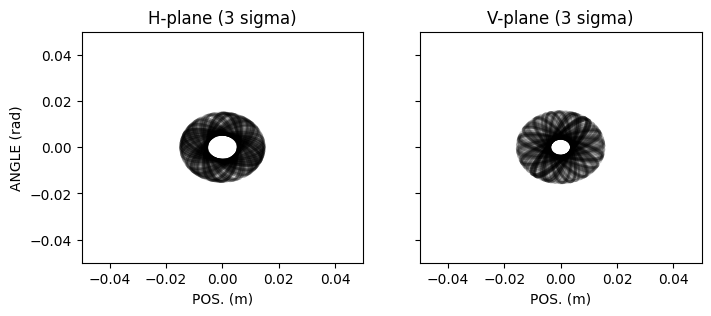 H-plane (3 sigma)
V-plane (3 sigma)
ANGLE (rad)
0.04
0.02
0.00
−0.02
−0.04
−0.04 −0.02 0.00 0.02 0.04
−0.04 −0.02 0.00 0.02 0.04
POS. (m)
POS. (m)